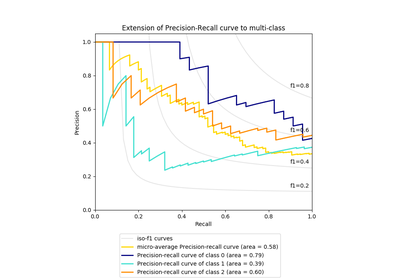 Extension of Precision-Recall curve to multi-class
1.0
0.8
0.6
0.4
0.2
0.0
Precision
f1=0.8
f1=0.6
f1=0.4
f1=0.2
0.0 0.2 0.4 0.6 0.8 1.0
Recall
iso-f1 curves
micro-average Precision-recall curve (area = 0.58)
Precision-recall curve of class 0 (area = 0.79)
Precision-recall curve of class 1 (area = 0.39)
Precision-recall curve of class 2 (area = 0.60)